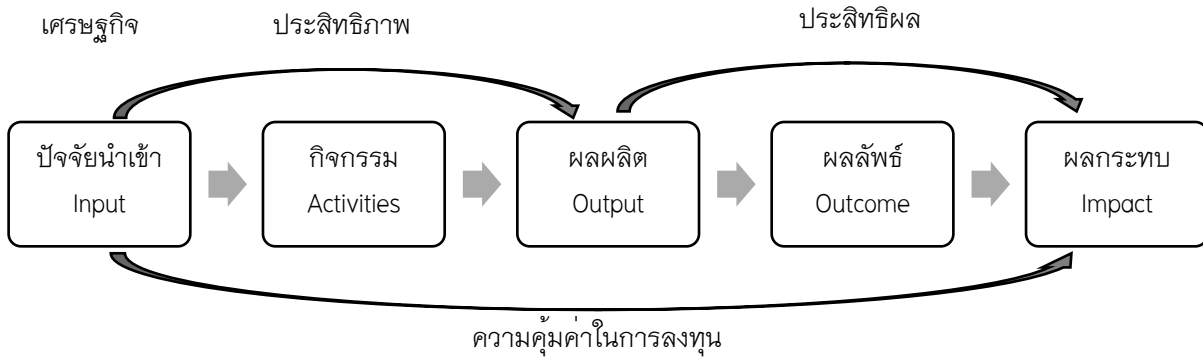 เศรษฐกิจ
ประสิทธิภาพ
ประสิทธิผล
ปัจจัยนำเข้า
Input
กิจกรรม
Activities
ผลผลิต
Output
ผลลัพธ์
Outcome
ผลกระทบ
Impact
ความคุ้มค่าในการลงทุน